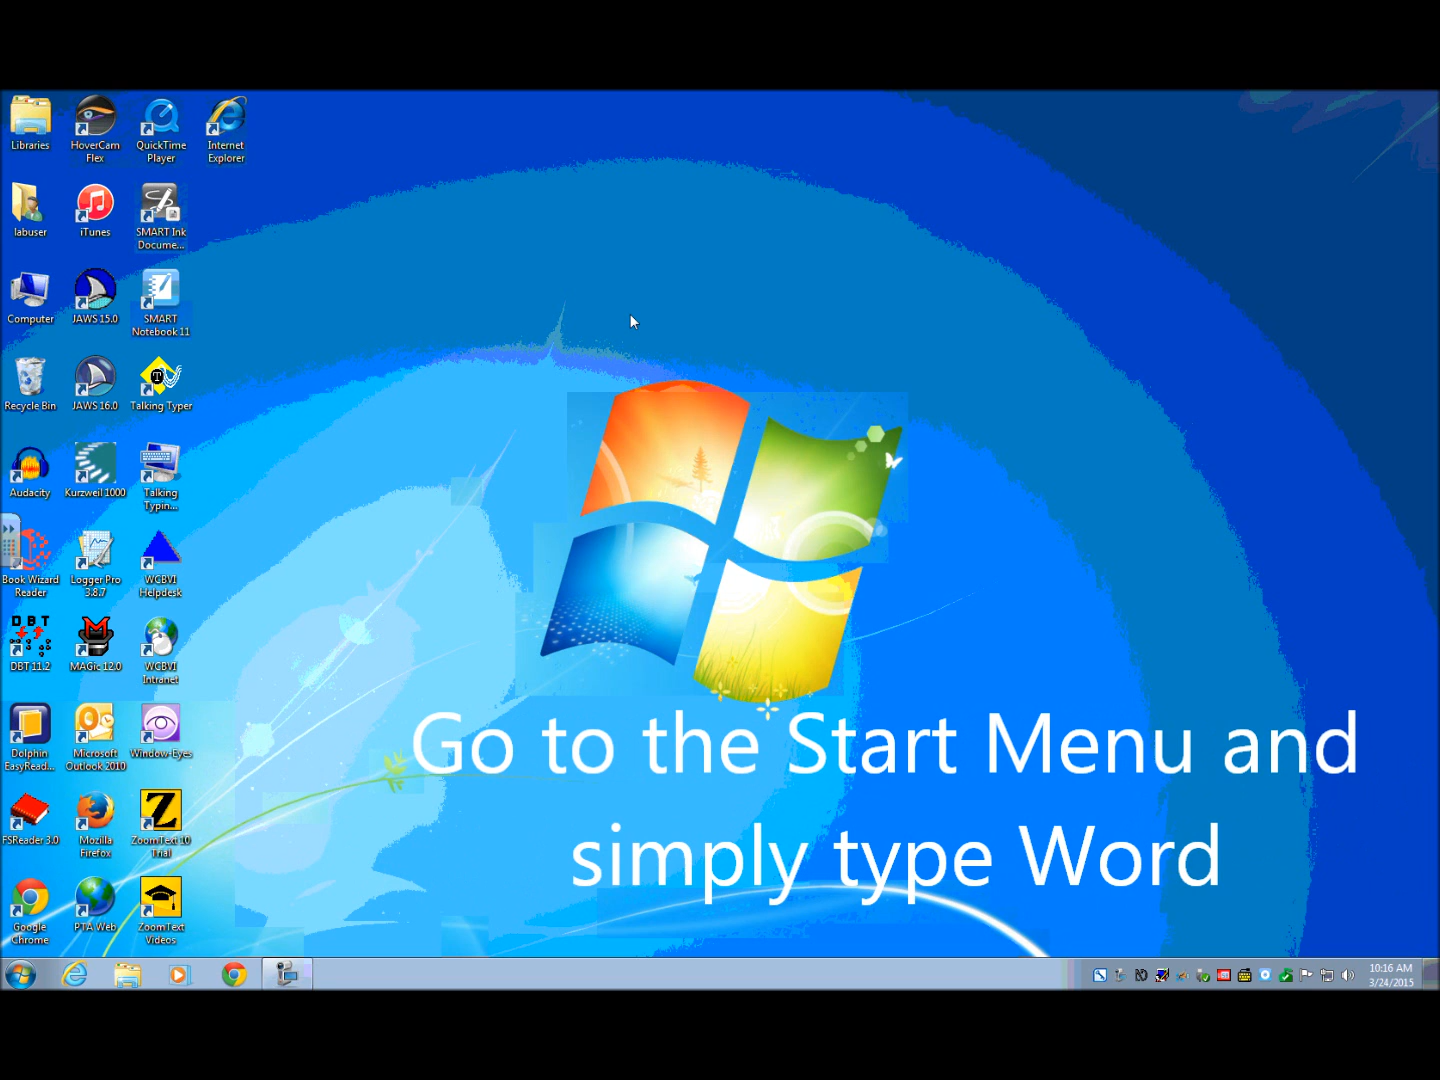 Libraries
HoverCam
Flex
QuickTime
Player
Internet
Explorer
labuser
iTunes
SMART Ink
Docume...
Computer
JAWS 15.0
SMART
Notebook 11
Recycle Bin
JAWS 16.0
Talking Typer
Audacity
Kurzweil 1000
Talking
Typin...
Book Wizard
Reader
Logger Pro
3.8.7
WCBVI
Helpdesk
DBT
DBT 11.2
MAGic 12.0
WCBVI
Intranet
Dolphin
EasyRead...
Microsoft
Outlook 2010
Window-Eyes
FSReader 3.0
Mozilla
Firefox
ZoomText 10
Trial
Google
Chrome
PTA Web
ZoomText
Videos
Go to the Start Menu and
simply type Word
10:16 AM
3/24/2015